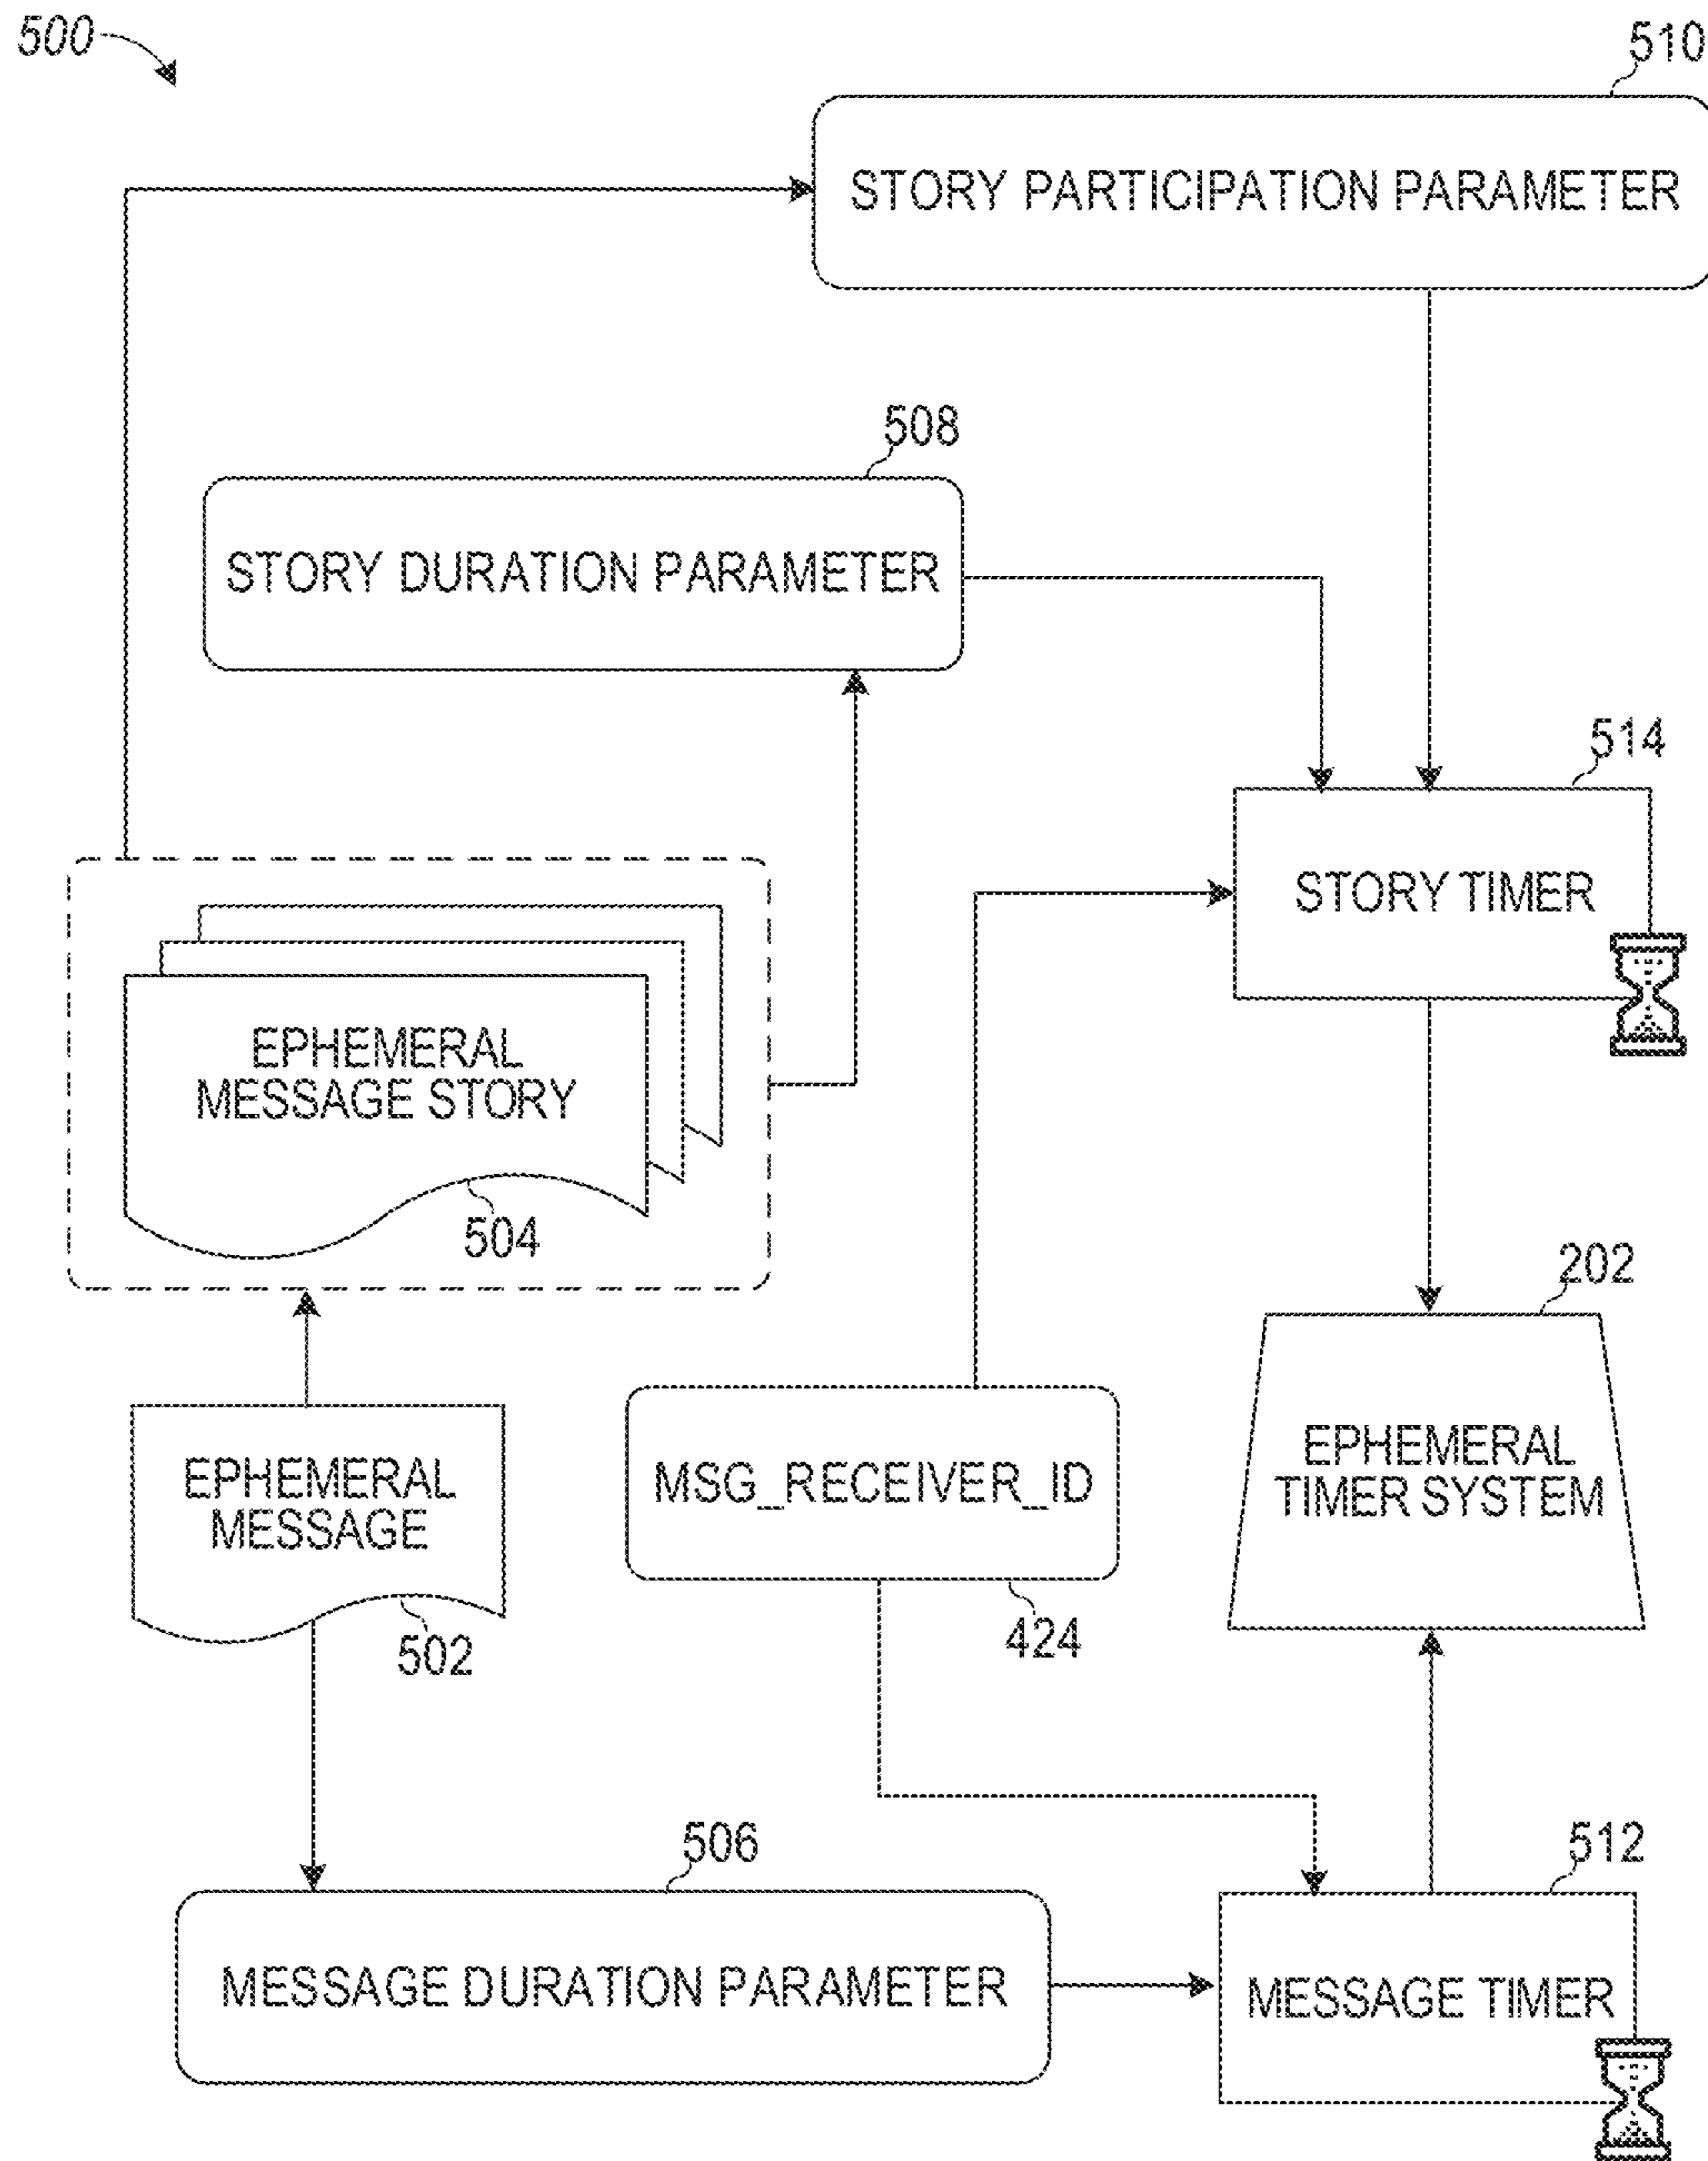 500
510
STORY PARTICIPATION PARAMETER
508
STORY DURATION PARAMETER
514
STORY TIMER
EPHEMERAL
MESSAGE STORY
504
202
EPHEMERAL
TIMER SYSTEM
MSG_RECEIVER_ID
424
EPHEMERAL
MESSAGE
502
506
MESSAGE DURATION PARAMETER
512
MESSAGE TIMER